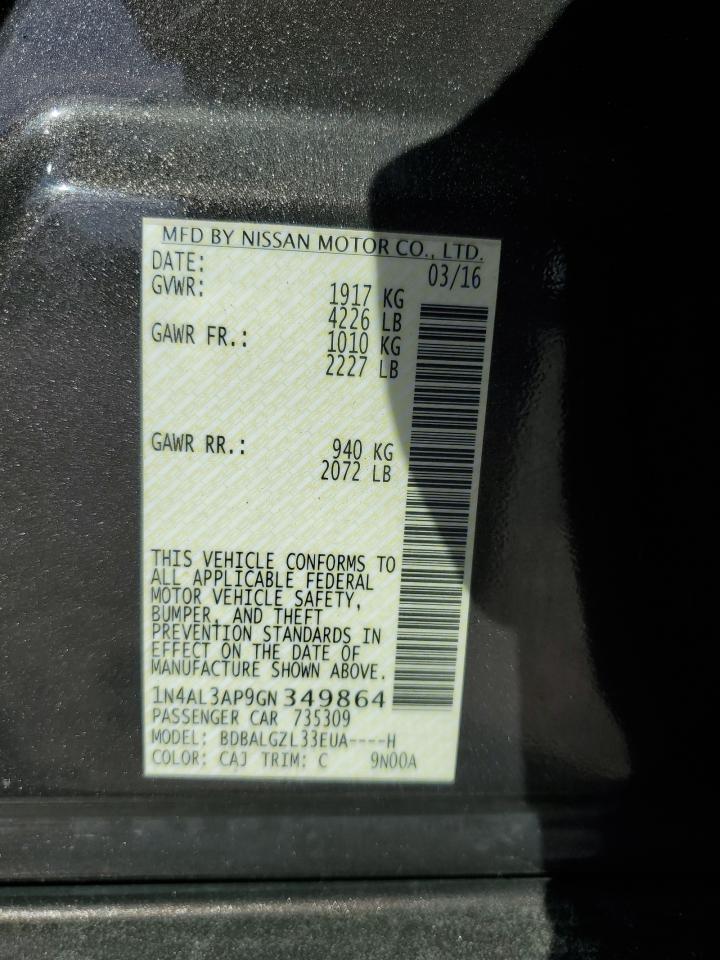 MFD BY NISSAN MOTOR CO., LTD.
DATE: 03/16
GVWR: 1917 KG
4226 LB
GAWR FR.: 1010 KG
2227 LB
GAWR RR.: 940 KG
2072 LB
THIS VEHICLE CONFORMS TO
ALL APPLICABLE FEDERAL
MOTOR VEHICLE SAFETY,
BUMPER, AND THEFT
PREVENTION STANDARDS IN
EFFECT ON THE DATE OF
MANUFACTURE SHOWN ABOVE.
1N4AL3AP9GN349864
PASSENGER CAR 735309
MODEL: BDBALGZL33EUA----H
COLOR: CAJ TRIM: C 9N00A